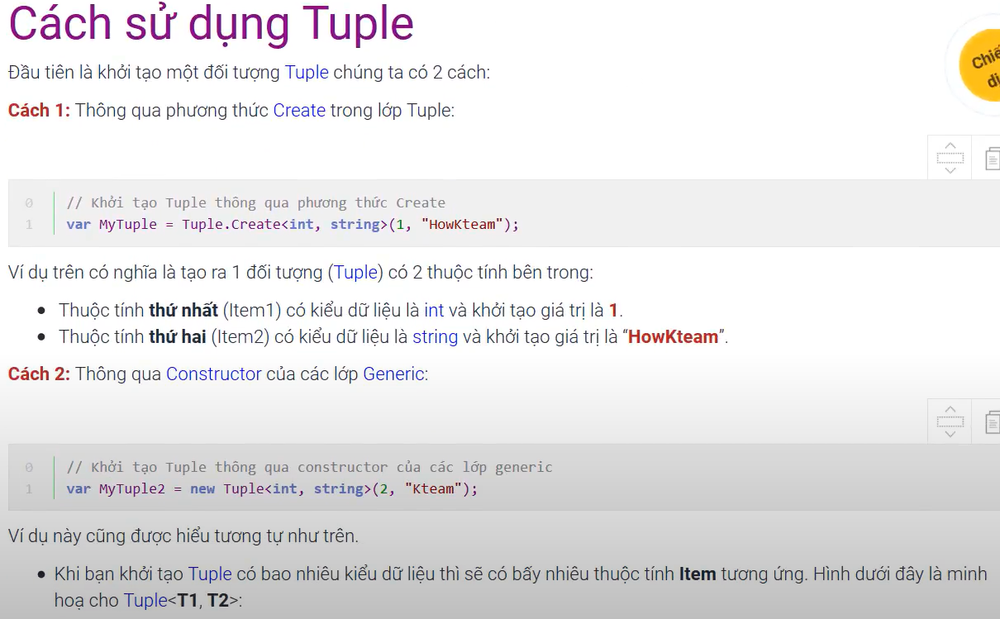 Cách sử dụng Tuple
Đầu tiên là khởi tạo một đối tượng Tuple chúng ta có 2 cách:
Cách 1: Thông qua phương thức Create trong lớp Tuple:
0 // Khởi tạo Tuple thông qua phương thức Create
1 var MyTuple = Tuple.Create<int, string>(1, "HowKteam");
Ví dụ trên có nghĩa là tạo ra 1 đối tượng (Tuple) có 2 thuộc tính bên trong:
• Thuộc tính thứ nhất (Item1) có kiểu dữ liệu là int và khởi tạo giá trị là 1.
• Thuộc tính thứ hai (Item2) có kiểu dữ liệu là string và khởi tạo giá trị là “HowKteam”.
Cách 2: Thông qua Constructor của các lớp Generic:
0 // Khởi tạo Tuple thông qua constructor của các lớp generic
1 var MyTuple2 = new Tuple<int, string>(2, "Kteam");
Ví dụ này cũng được hiểu tương tự như trên.
• Khi bạn khởi tạo Tuple có bao nhiêu kiểu dữ liệu thì sẽ có bấy nhiêu thuộc tính Item tương ứng. Hình dưới đây là minh
hoạ cho Tuple<T1, T2>: